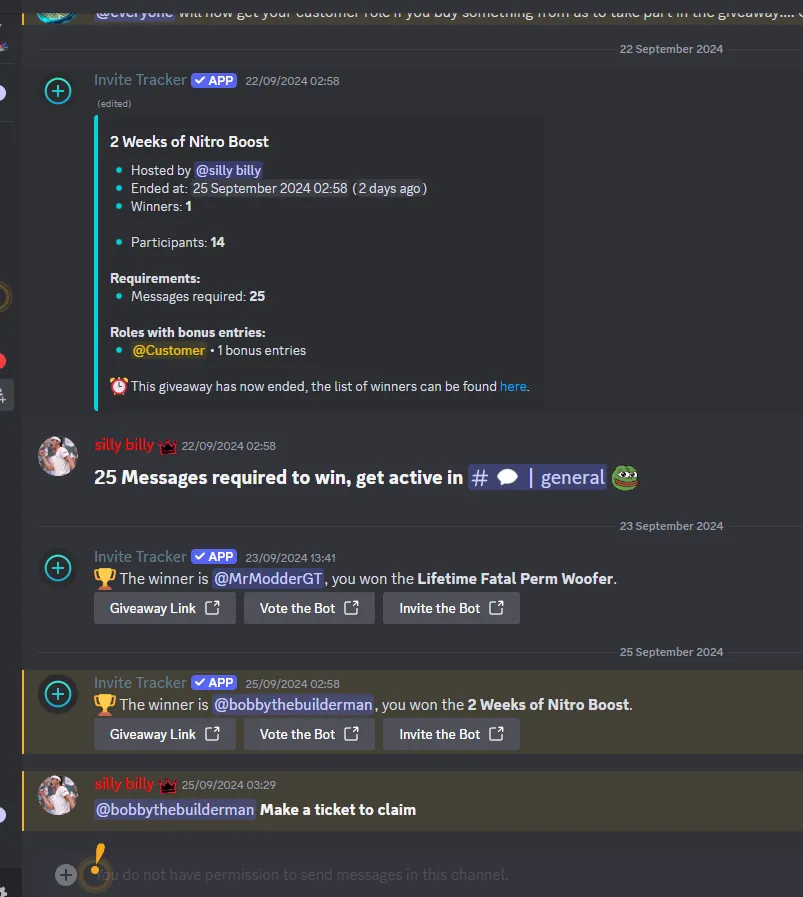 @everyone will now get your customer role if you buy something from us to take part in the giveaway....
22 September 2024
Invite Tracker ✓ APP 22/09/2024 02:58
(edited)
2 Weeks of Nitro Boost
• Hosted by @silly billy
• Ended at: 25 September 2024 02:58 (2 days ago)
• Winners: 1
• Participants: 14
Requirements:
• Messages required: 25
Roles with bonus entries:
• @Customer • 1 bonus entries
⏰ This giveaway has now ended, the list of winners can be found here.
silly billy 22/09/2024 02:58
25 Messages required to win, get active in # 💬 | general
23 September 2024
Invite Tracker ✓ APP 23/09/2024 13:41
🏆 The winner is @MrModderGT, you won the Lifetime Fatal Perm Woofer.
Giveaway Link Vote the Bot Invite the Bot
25 September 2024
Invite Tracker ✓ APP 25/09/2024 02:58
🏆 The winner is @bobbythebuilderman, you won the 2 Weeks of Nitro Boost.
Giveaway Link Vote the Bot Invite the Bot
silly billy 25/09/2024 03:29
@bobbythebuilderman Make a ticket to claim
You do not have permission to send messages in this channel.